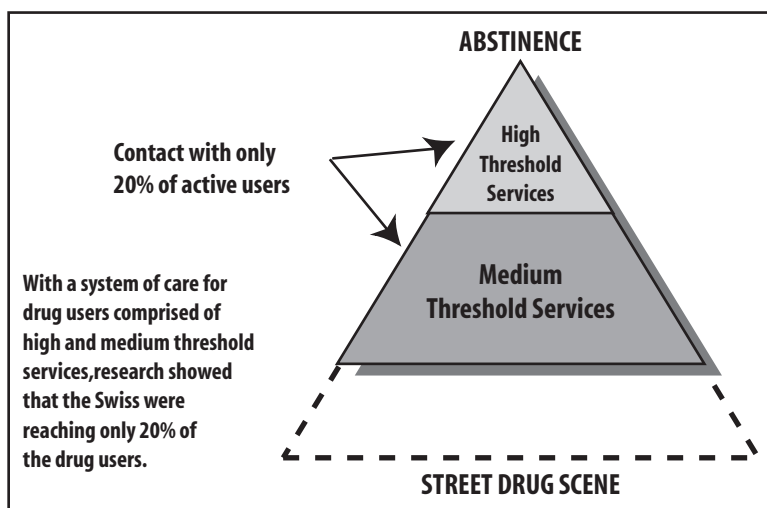 ABSTINENCE
High
Threshold
Services
Contact with only
20% of active users
Medium
Threshold Services
With a system of care for
drug users comprised of
high and medium threshold
services,research showed
that the Swiss were
reaching only 20% of
the drug users.
STREET DRUG SCENE